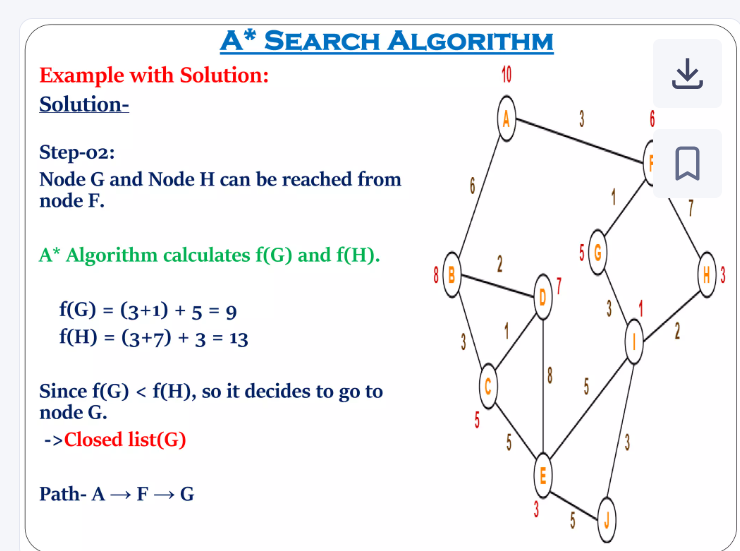 A* SEARCH ALGORITHM
Example with Solution:
Solution-
Step-02:
Node G and Node H can be reached from
node F.
A* Algorithm calculates f(G) and f(H).
f(G) = (3+1) + 5 = 9
f(H) = (3+7) + 3 = 13
Since f(G) < f(H), so it decides to go to
node G.
->Closed list(G)
Path- A → F → G
10
A
3
6
F
6
1
7
5
G
8
B
2
D
7
H
3
3
1
3
1
I
2
C
8
5
5
5
3
E
3
5
J